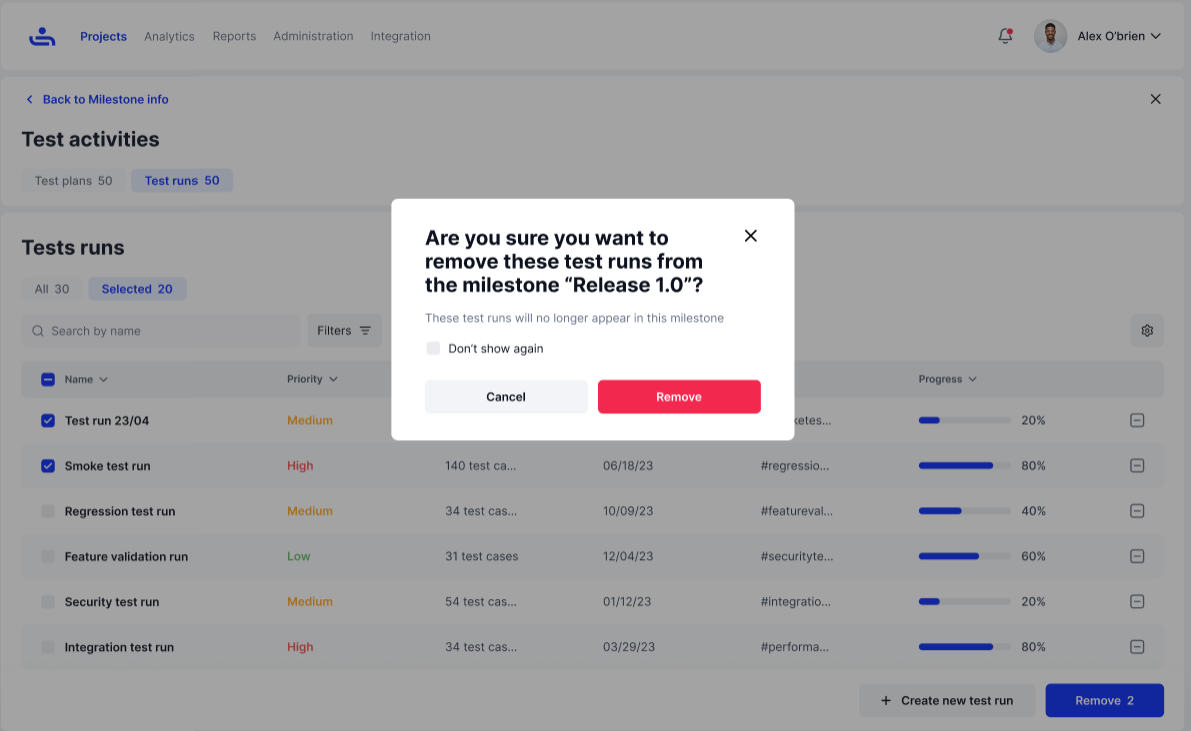 Projects Analytics Reports Administration Integration Alex O’brien
Back to Milestone info
Test activities
Test plans 50 Test runs 50
Tests runs
All 30 Selected 20
Search by name Filters
Are you sure you want to
remove these test runs from
the milestone “Release 1.0”?
These test runs will no longer appear in this milestone
Don’t show again
Cancel Remove
Name Priority Progress
Test run 23/04 Medium 20%
Smoke test run High 140 test ca... 06/18/23 #regressio... 80%
Regression test run Medium 34 test cas... 10/09/23 #featureval... 40%
Feature validation run Low 31 test cases 12/04/23 #securityte... 60%
Security test run Medium 54 test cas... 01/12/23 #integratio... 20%
Integration test run High 34 test cas... 03/29/23 #performa... 80%
+ Create new test run Remove 2